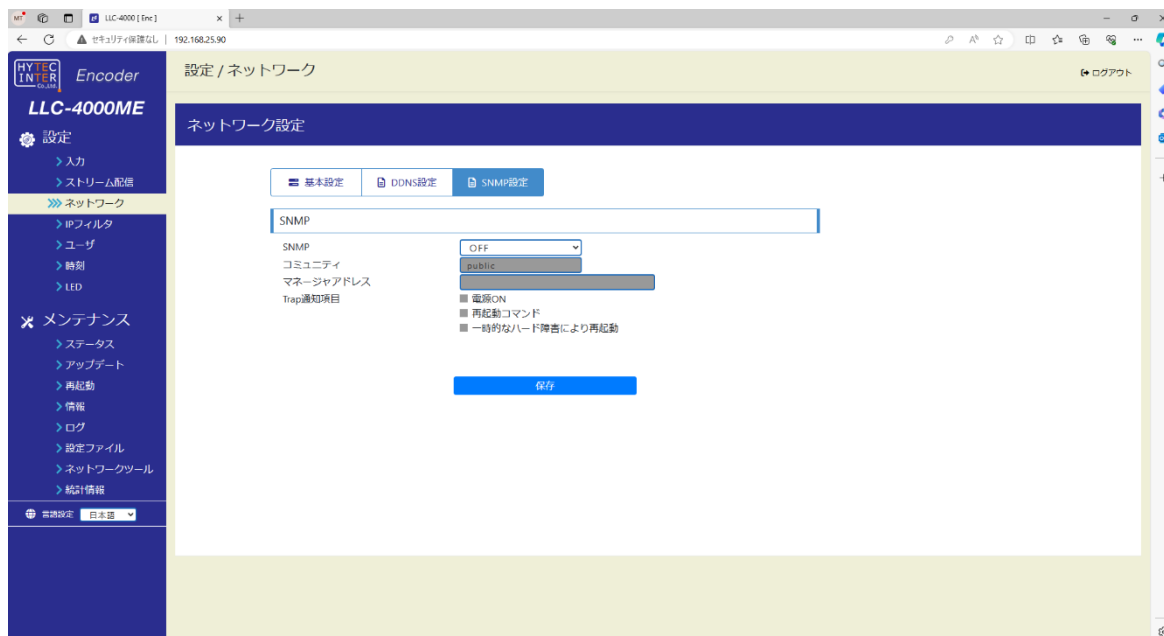 LLC-4000 [ Enc ]
セキュリティ保護なし
192.168.25.90
HYTEC INTER Co.,Ltd.
Encoder
LLC-4000ME
設定
入力
ストリーム配信
ネットワーク
IPフィルタ
ユーザ
時刻
LED
メンテナンス
ステータス
アップデート
再起動
情報
ログ
設定ファイル
ネットワークツール
統計情報
言語設定 日本語
設定 / ネットワーク
ログアウト
ネットワーク設定
基本設定 DDNS設定 SNMP設定
SNMP
SNMP OFF
コミュニティ public
マネージャアドレス
Trap通知項目 電源ON
再起動コマンド
一時的なハード障害により再起動
保存